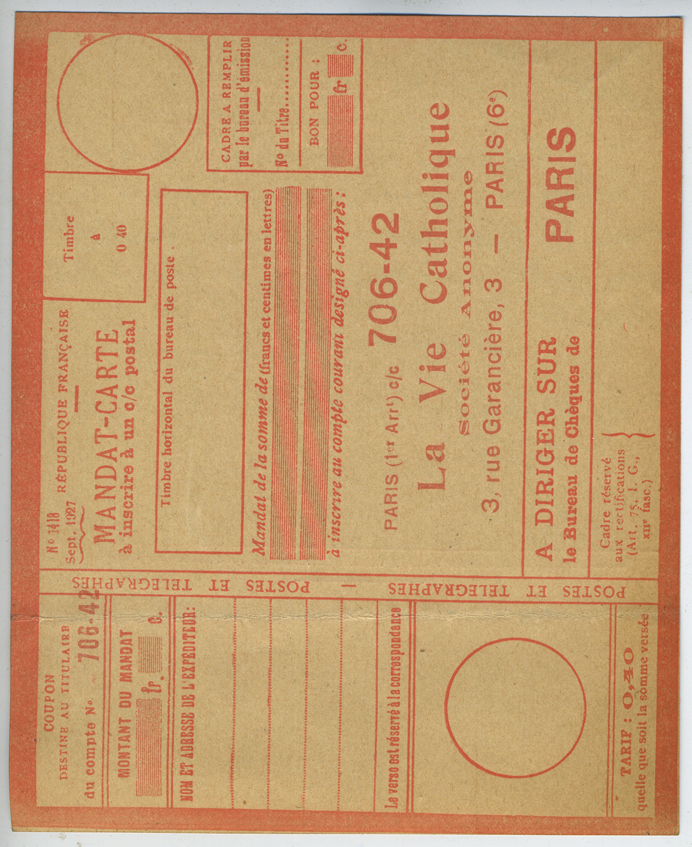 COUPON
DESTINÉ AU TITULAIRE
du compte No 706-42
MONTANT DU MANDAT
fr. c.
NOM ET ADRESSE DE L'EXPÉDITEUR:
Le verso est réservé à la correspondance
TARIF : 0,40
quelle que soit la somme versée
POSTES ET TELEGRAPHES — POSTES ET TELEGRAPHES
No 1418
Sept. 1927
RÉPUBLIQUE FRANÇAISE
MANDAT-CARTE
à inscrire à un c/c postal
Timbre
à
0 40
CADRE A REMPLIR
par le bureau d'émission
No du Titre
BON POUR :
fr c.
Timbre horizontal du bureau de poste.
Mandat de la somme de (francs et centimes en lettres)
à inscrire au compte courant designé ci-après :
PARIS (1er Arrt) c/c 706-42
La Vie Catholique
Société Anonyme
3, rue Garancière, 3 — PARIS (6e)
A DIRIGER SUR
le Bureau de Chèques de
PARIS
Cadre réservé
aux rectifications
(Art. 75, I. G.,
XIIe fasc.)